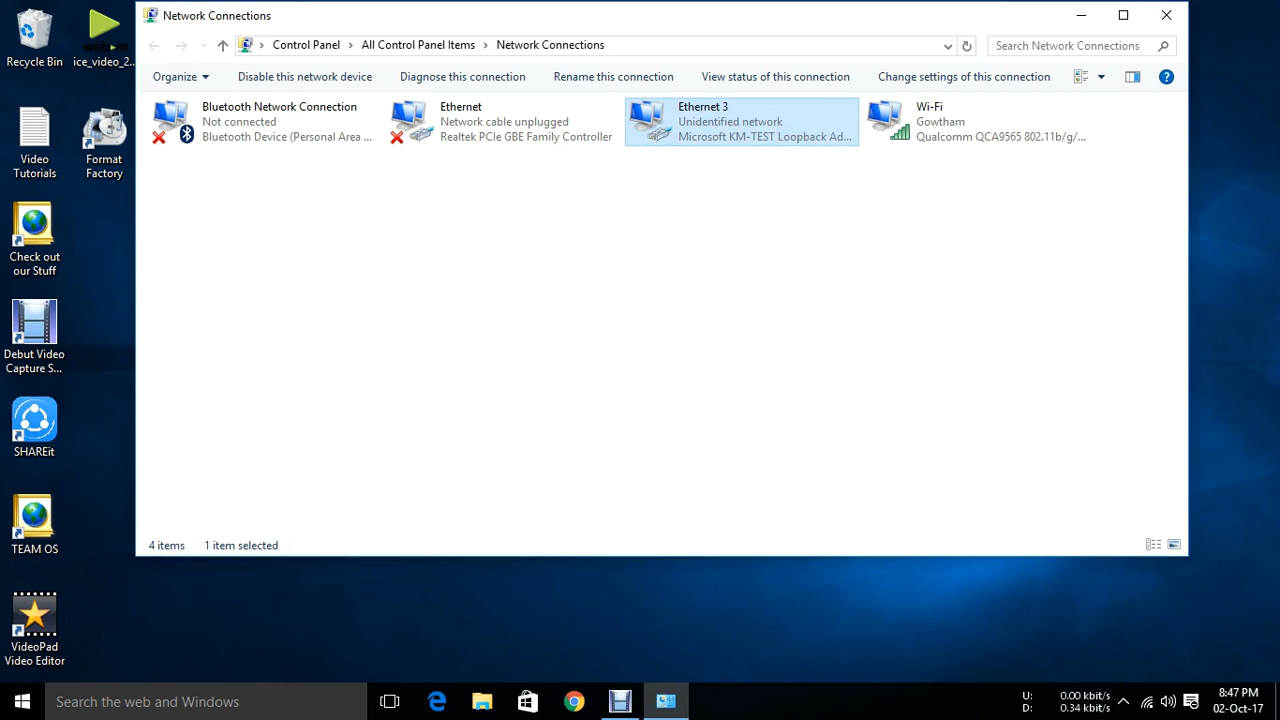 Network Connections
Control Panel > All Control Panel Items > Network Connections
Search Network Connections
Organize
Disable this network device
Diagnose this connection
Rename this connection
View status of this connection
Change settings of this connection
Bluetooth Network Connection
Not connected
Bluetooth Device (Personal Area ...
Ethernet
Network cable unplugged
Realtek PCIe GBE Family Controller
Ethernet 3
Unidentified network
Microsoft KM-TEST Loopback Ad...
Wi-Fi
Gowtham
Qualcomm QCA9565 802.11b/g/...
4 items
1 item selected
Recycle Bin
ice_video_2...
Video
Tutorials
Format
Factory
Check out
our Stuff
Debut Video
Capture S...
SHAREit
TEAM OS
VideoPad
Video Editor
Search the web and Windows
U: 0.00 kbit/s
D: 0.34 kbit/s
8:47 PM
02-Oct-17